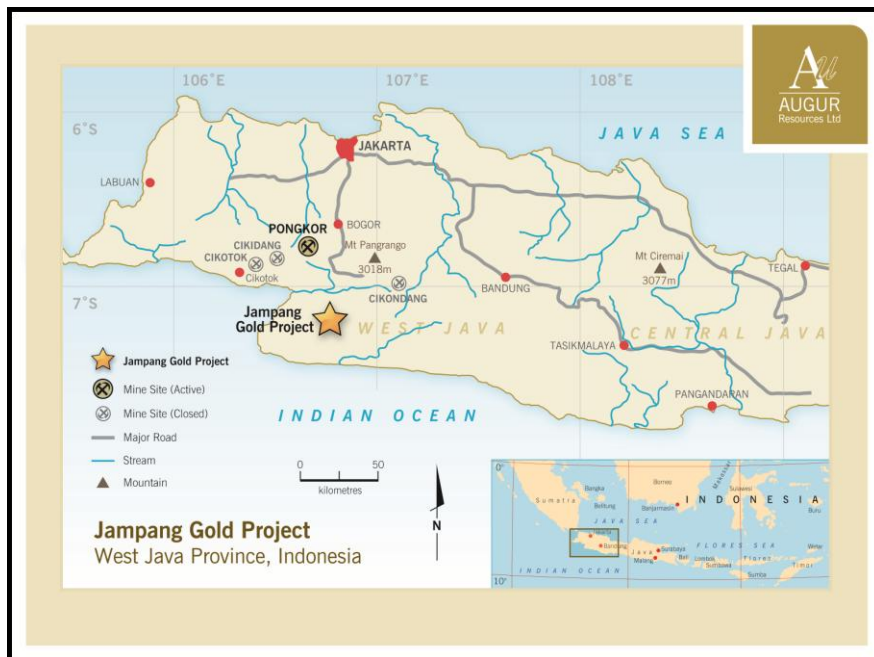 106°E
107°E
108°E
AU
AUGUR
Resources Ltd
6°S
JAVA SEA
JAKARTA
LABUAN
PONGKOR
BOGOR
CIKIDANG
Mt Pangrango
3018m
CIKOTOK
Cikotok
Mt Ciremai
3077m
TEGAL
CIKONDANG
BANDUNG
7°S
Jampang
Gold Project
WEST JAVA
CENTRAL JAVA
TASIKMALAYA
Jampang Gold Project
Mine Site (Active)
Mine Site (Closed)
Major Road
Stream
Mountain
PANGANDARAN
INDIAN OCEAN
0 50
kilometres
N
Jampang Gold Project
West Java Province, Indonesia
0°
Sumatra
Bangka
Belitung
Borneo
Banjarmasin
Makassar
Sulawesi
INDONESIA
Buru
JAVA SEA
Jakarta
Bandung
Java
Surabaya
Malang
Bali
Lombok
Sumbawa
FLORES SEA
Flores
Sumba
Wetar
Timor
INDIAN OCEAN
10°